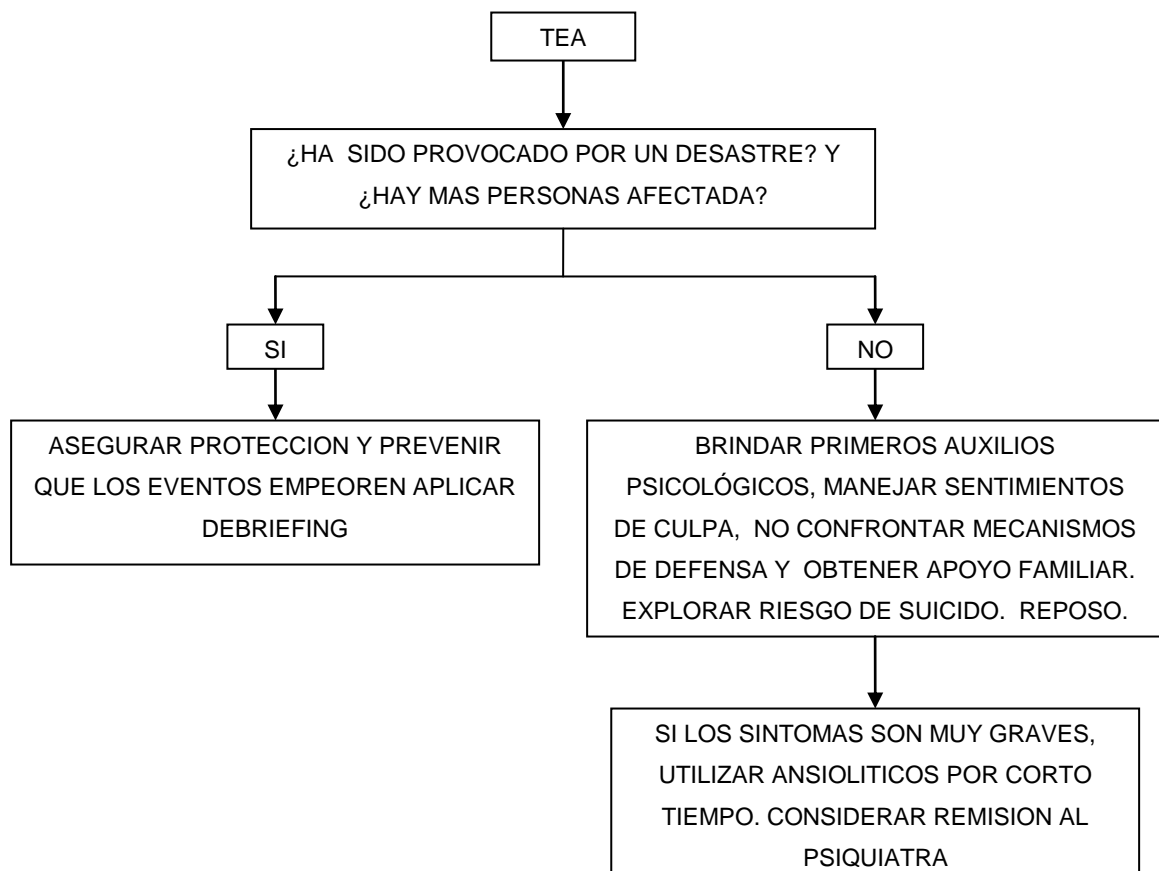 TEA
¿HA SIDO PROVOCADO POR UN DESASTRE? Y
¿HAY MAS PERSONAS AFECTADA?
SI
NO
ASEGURAR PROTECCION Y PREVENIR
QUE LOS EVENTOS EMPEOREN APLICAR
DEBRIEFING
BRINDAR PRIMEROS AUXILIOS
PSICOLÓGICOS, MANEJAR SENTIMIENTOS
DE CULPA, NO CONFRONTAR MECANISMOS
DE DEFENSA Y OBTENER APOYO FAMILIAR.
EXPLORAR RIESGO DE SUICIDO. REPOSO.
SI LOS SINTOMAS SON MUY GRAVES,
UTILIZAR ANSIOLITICOS POR CORTO
TIEMPO. CONSIDERAR REMISION AL
PSIQUIATRA